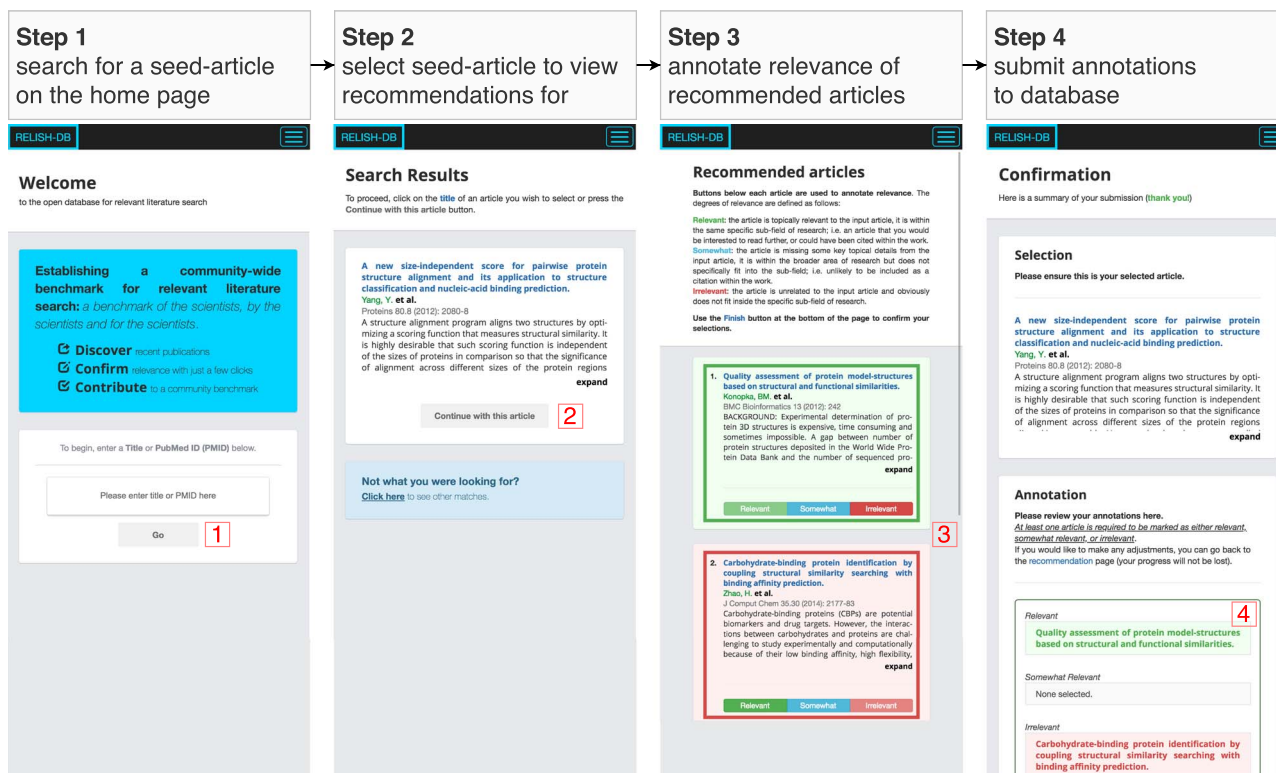 Step 1
search for a seed-article
on the home page
Step 2
select seed-article to view
recommendations for
Step 3
annotate relevance of
recommended articles
Step 4
submit annotations
to database
RELISH-DB
Welcome
to the open database for relevant literature search
Establishing a community-wide
benchmark for relevant literature
search: a benchmark of the scientists, by the
scientists and for the scientists.
Discover recent publications
Confirm relevance with just a few clicks
Contribute to a community benchmark
To begin, enter a Title or PubMed ID (PMID) below.
Please enter title or PMID here
Go
1
RELISH-DB
Search Results
To proceed, click on the title of an article you wish to select or press the
Continue with this article button.
A new size-independent score for pairwise protein
structure alignment and its application to structure
classification and nucleic-acid binding prediction.
Yang, Y. et al.
Proteins 80.8 (2012): 2080-8
A structure alignment program aligns two structures by opti-
mizing a scoring function that measures structural similarity. It
is highly desirable that such scoring function is independent
of the sizes of proteins in comparison so that the significance
of alignment across different sizes of the protein regions
expand
Continue with this article
2
Not what you were looking for?
Click here to see other matches.
RELISH-DB
Recommended articles
Buttons below each article are used to annotate relevance. The
degrees of relevance are defined as follows:
Relevant: the article is topically relevant to the input article, it is within
the same specific sub-field of research; i.e. an article that you would
be interested to read further, or could have been cited within the work.
Somewhat: the article is missing some key topical details from the
input article, it is within the broader area of research but does not
specifically fit into the sub-field; i.e. unlikely to be included as a
citation within the work.
Irrelevant: the article is unrelated to the input article and obviously
does not fit inside the specific sub-field of research.
Use the Finish button at the bottom of the page to confirm your
selections.
1. Quality assessment of protein model-structures
based on structural and functional similarities.
Konopka, BM. et al.
BMC Bioinformatics 13 (2012): 242
BACKGROUND: Experimental determination of pro-
tein 3D structures is expensive, time consuming and
sometimes impossible. A gap between number of
protein structures deposited in the World Wide Pro-
tein Data Bank and the number of sequenced pro-
expand
Relevant Somewhat Irrelevant
3
2. Carbohydrate-binding protein identification by
coupling structural similarity searching with
binding affinity prediction.
Zhao, H. et al.
J Comput Chem 35.30 (2014): 2177-83
Carbohydrate-binding proteins (CBPs) are potential
biomarkers and drug targets. However, the interac-
tions between carbohydrates and proteins are chal-
lenging to study experimentally and computationally
because of their low binding affinity, high flexibility,
expand
Relevant Somewhat Irrelevant
RELISH-DB
Confirmation
Here is a summary of your submission (thank you!)
Selection
Please ensure this is your selected article.
A new size-independent score for pairwise protein
structure alignment and its application to structure
classification and nucleic-acid binding prediction.
Yang, Y. et al.
Proteins 80.8 (2012): 2080-8
A structure alignment program aligns two structures by opti-
mizing a scoring function that measures structural similarity. It
is highly desirable that such scoring function is independent
of the sizes of proteins in comparison so that the significance
of alignment across different sizes of the protein regions
expand
Annotation
Please review your annotations here.
At least one article is required to be marked as either relevant,
somewhat relevant, or irrelevant.
If you would like to make any adjustments, you can go back to
the recommendation page (your progress will not be lost).
4
Relevant
Quality assessment of protein model-structures
based on structural and functional similarities.
Somewhat Relevant
None selected.
Irrelevant
Carbohydrate-binding protein identification by
coupling structural similarity searching with
binding affinity prediction.